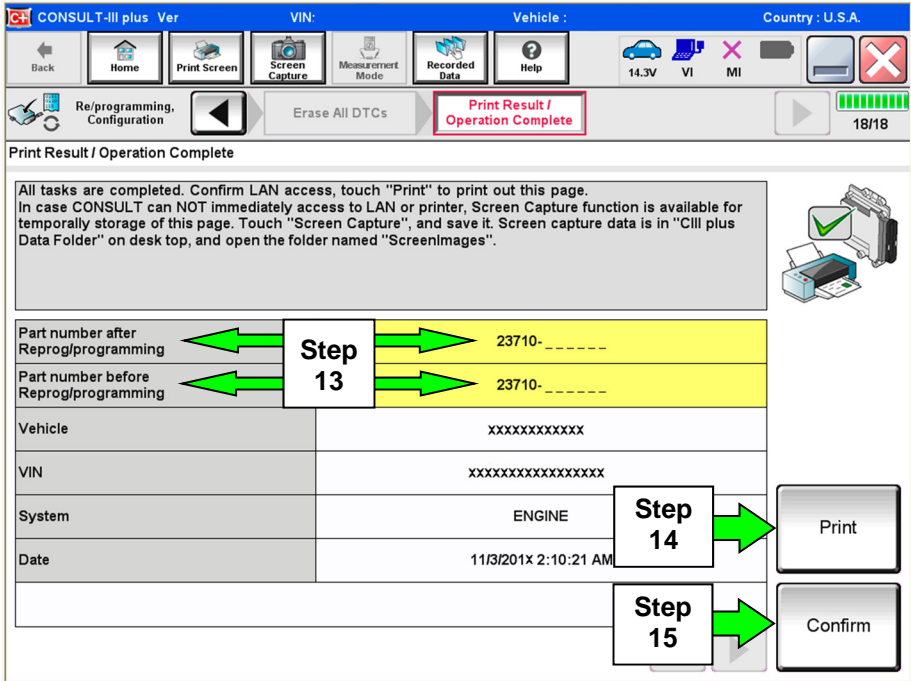 C+ CONSULT-III plus Ver VIN: Vehicle : Country : U.S.A.
Back
Home
Print Screen
Screen
Capture
Measurement
Mode
Recorded
Data
Help
14.3V
VI
MI
Re/programming,
Configuration
Erase All DTCs
Print Result /
Operation Complete
18/18
Print Result / Operation Complete
All tasks are completed. Confirm LAN access, touch "Print" to print out this page.
In case CONSULT can NOT immediately access to LAN or printer, Screen Capture function is available for
temporally storage of this page. Touch "Screen Capture", and save it. Screen capture data is in "CIII plus
Data Folder" on desk top, and open the folder named "ScreenImages".
Part number after
Reprog/programming
23710-_ _ _ _ _ _
Part number before
Reprog/programming
23710-_ _ _ _ _ _
Step
13
Vehicle
xxxxxxxxxxxx
VIN
xxxxxxxxxxxxxxxxx
System
ENGINE
Step
14
Print
Date
11/3/201X 2:10:21 AM
Step
15
Confirm